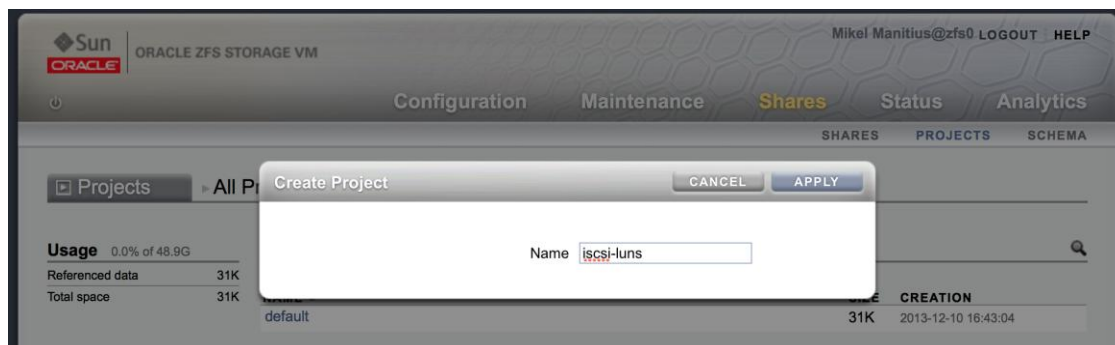 Mikel Manitius@zfs0 LOGOUT HELP
Sun
ORACLE
ORACLE ZFS STORAGE VM
Configuration Maintenance Shares Status Analytics
SHARES PROJECTS SCHEMA
Projects All Pr
Create Project CANCEL APPLY
Name iscsi-luns
Usage 0.0% of 48.9G
Referenced data 31K
Total space 31K
CREATION
default 31K 2013-12-10 16:43:04